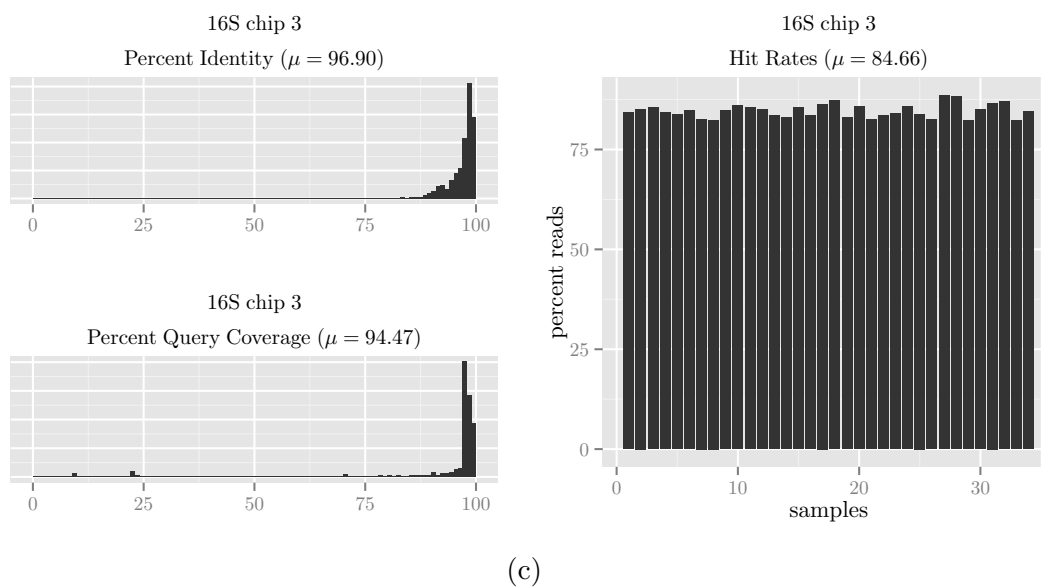 16S chip 3
Percent Identity (μ = 96.90)
0 25 50 75 100
16S chip 3
Percent Query Coverage (μ = 94.47)
0 25 50 75 100
16S chip 3
Hit Rates (μ = 84.66)
percent reads
75
50
25
0
0 10 20 30
samples
(c)